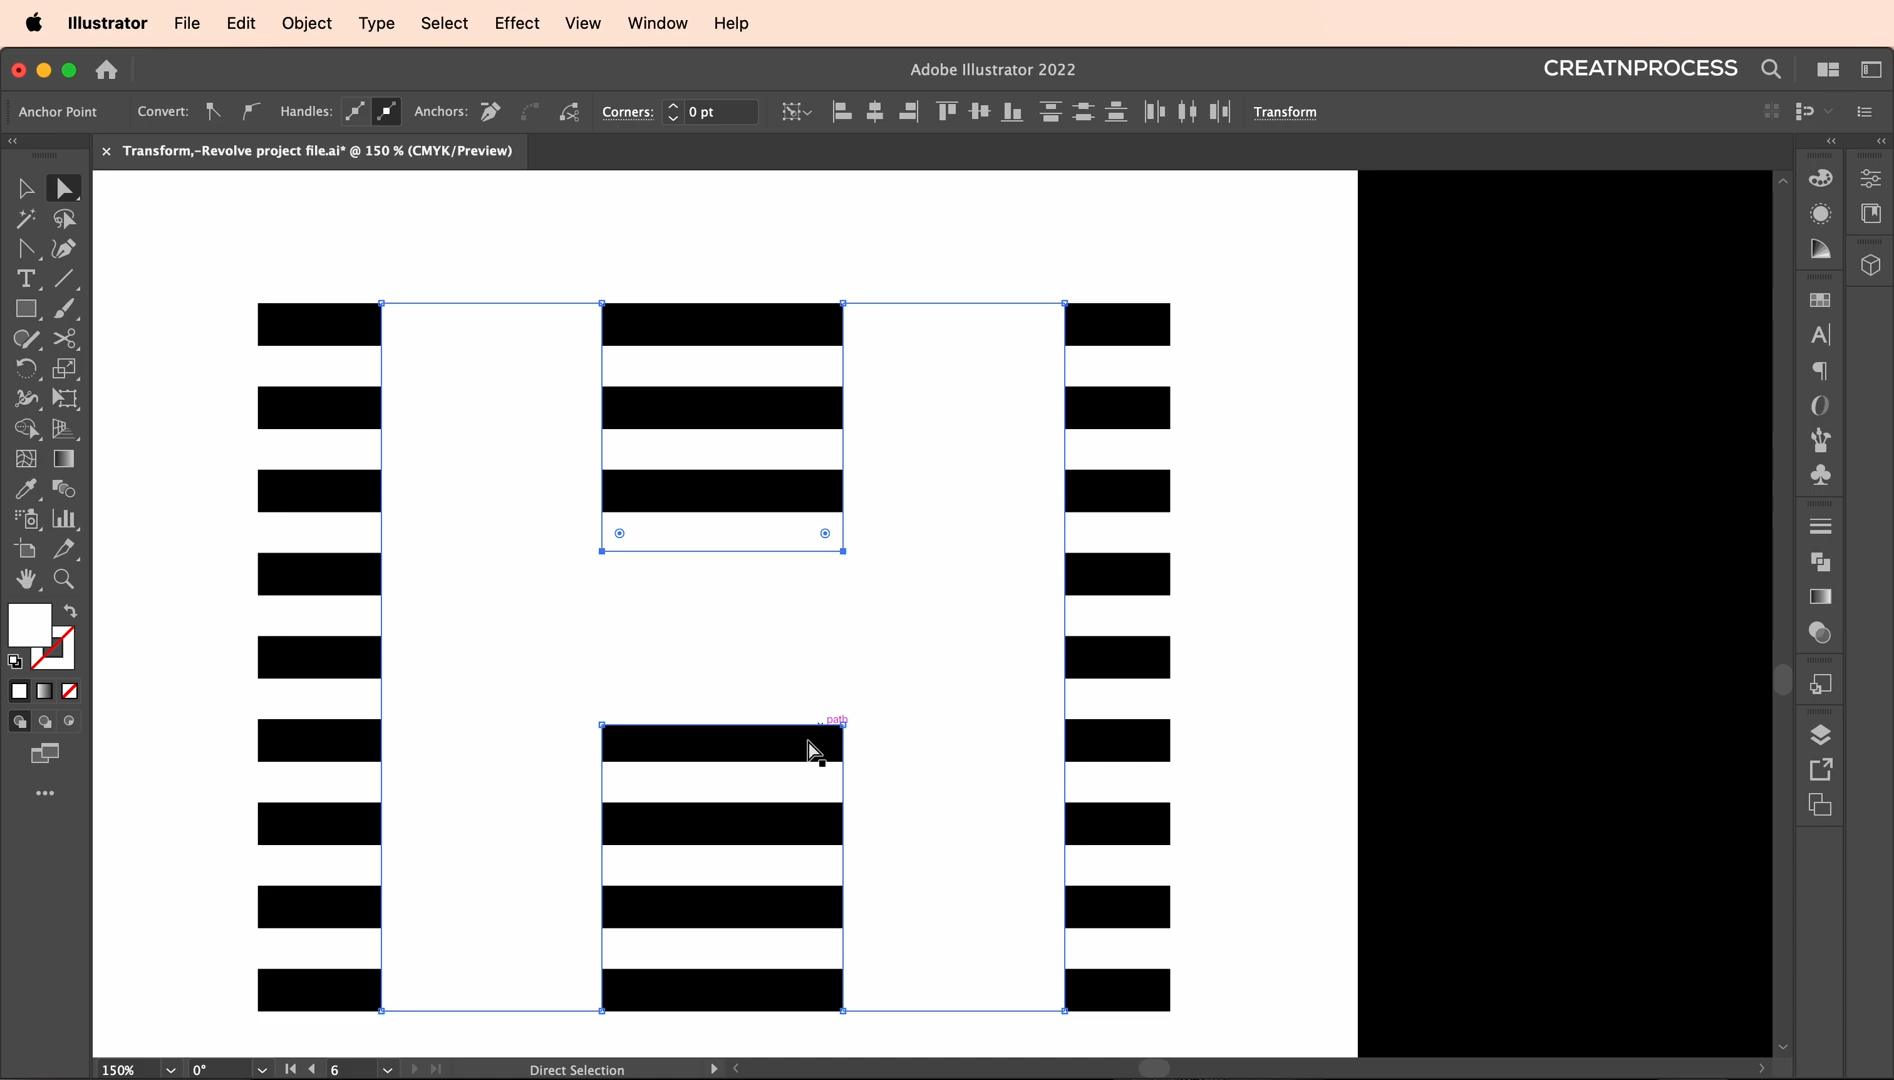 Illustrator File Edit Object Type Select Effect View Window Help
Adobe Illustrator 2022 CREATNPROCESS
Anchor Point Convert: Handles: Anchors: Corners: 0 pt Transform
Transform,-Revolve project file.ai* @ 150 % (CMYK/Preview)
path
150% 0° 6 Direct Selection